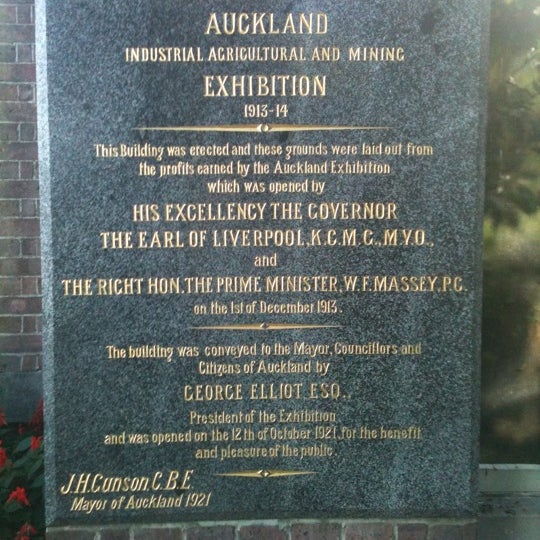 AUCKLAND
INDUSTRIAL AGRICULTURAL AND MINING
EXHIBITION
1913-14
This Building was erected and these grounds were laid out from
the profits earned by the Auckland Exhibition
which was opened by
HIS EXCELLENCY THE GOVERNOR
THE EARL OF LIVERPOOL, K.C.M.G., M.V.O.,
and
THE RIGHT HON. THE PRIME MINISTER, W.F. MASSEY, P.C.
on the 1st of December 1913.
The building was conveyed to the Mayor, Councillors and
Citizens of Auckland by
GEORGE ELLIOT ESQ.,
President of the Exhibition
and was opened on the 12th of October 1921, for the benefit
and pleasure of the public.
J.H. Gunson C.B.E.
Mayor of Auckland 1921